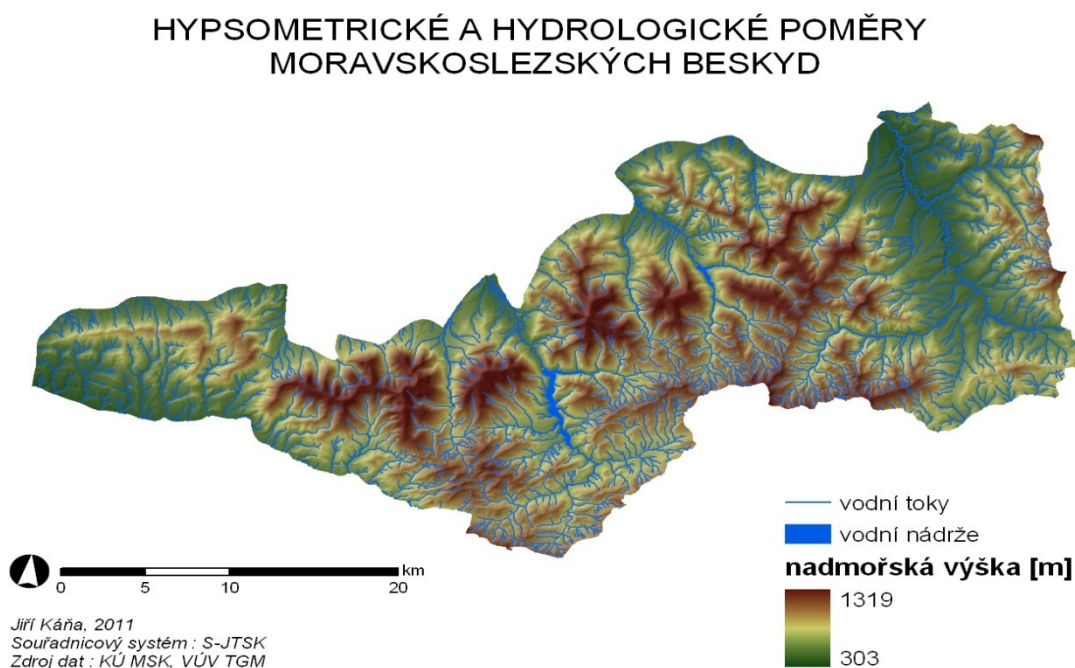 HYPSOMETRICKÉ A HYDROLOGICKÉ POMĚRY
MORAVSKOSLEZSKÝCH BESKYD
vodní toky
vodní nádrže
nadmořská výška [m]
1319
303
km
0 5 10 20
Jiří Káňa, 2011
Souřadnicový systém : S-JTSK
Zdroj dat : KÚ MSK, VÚV TGM